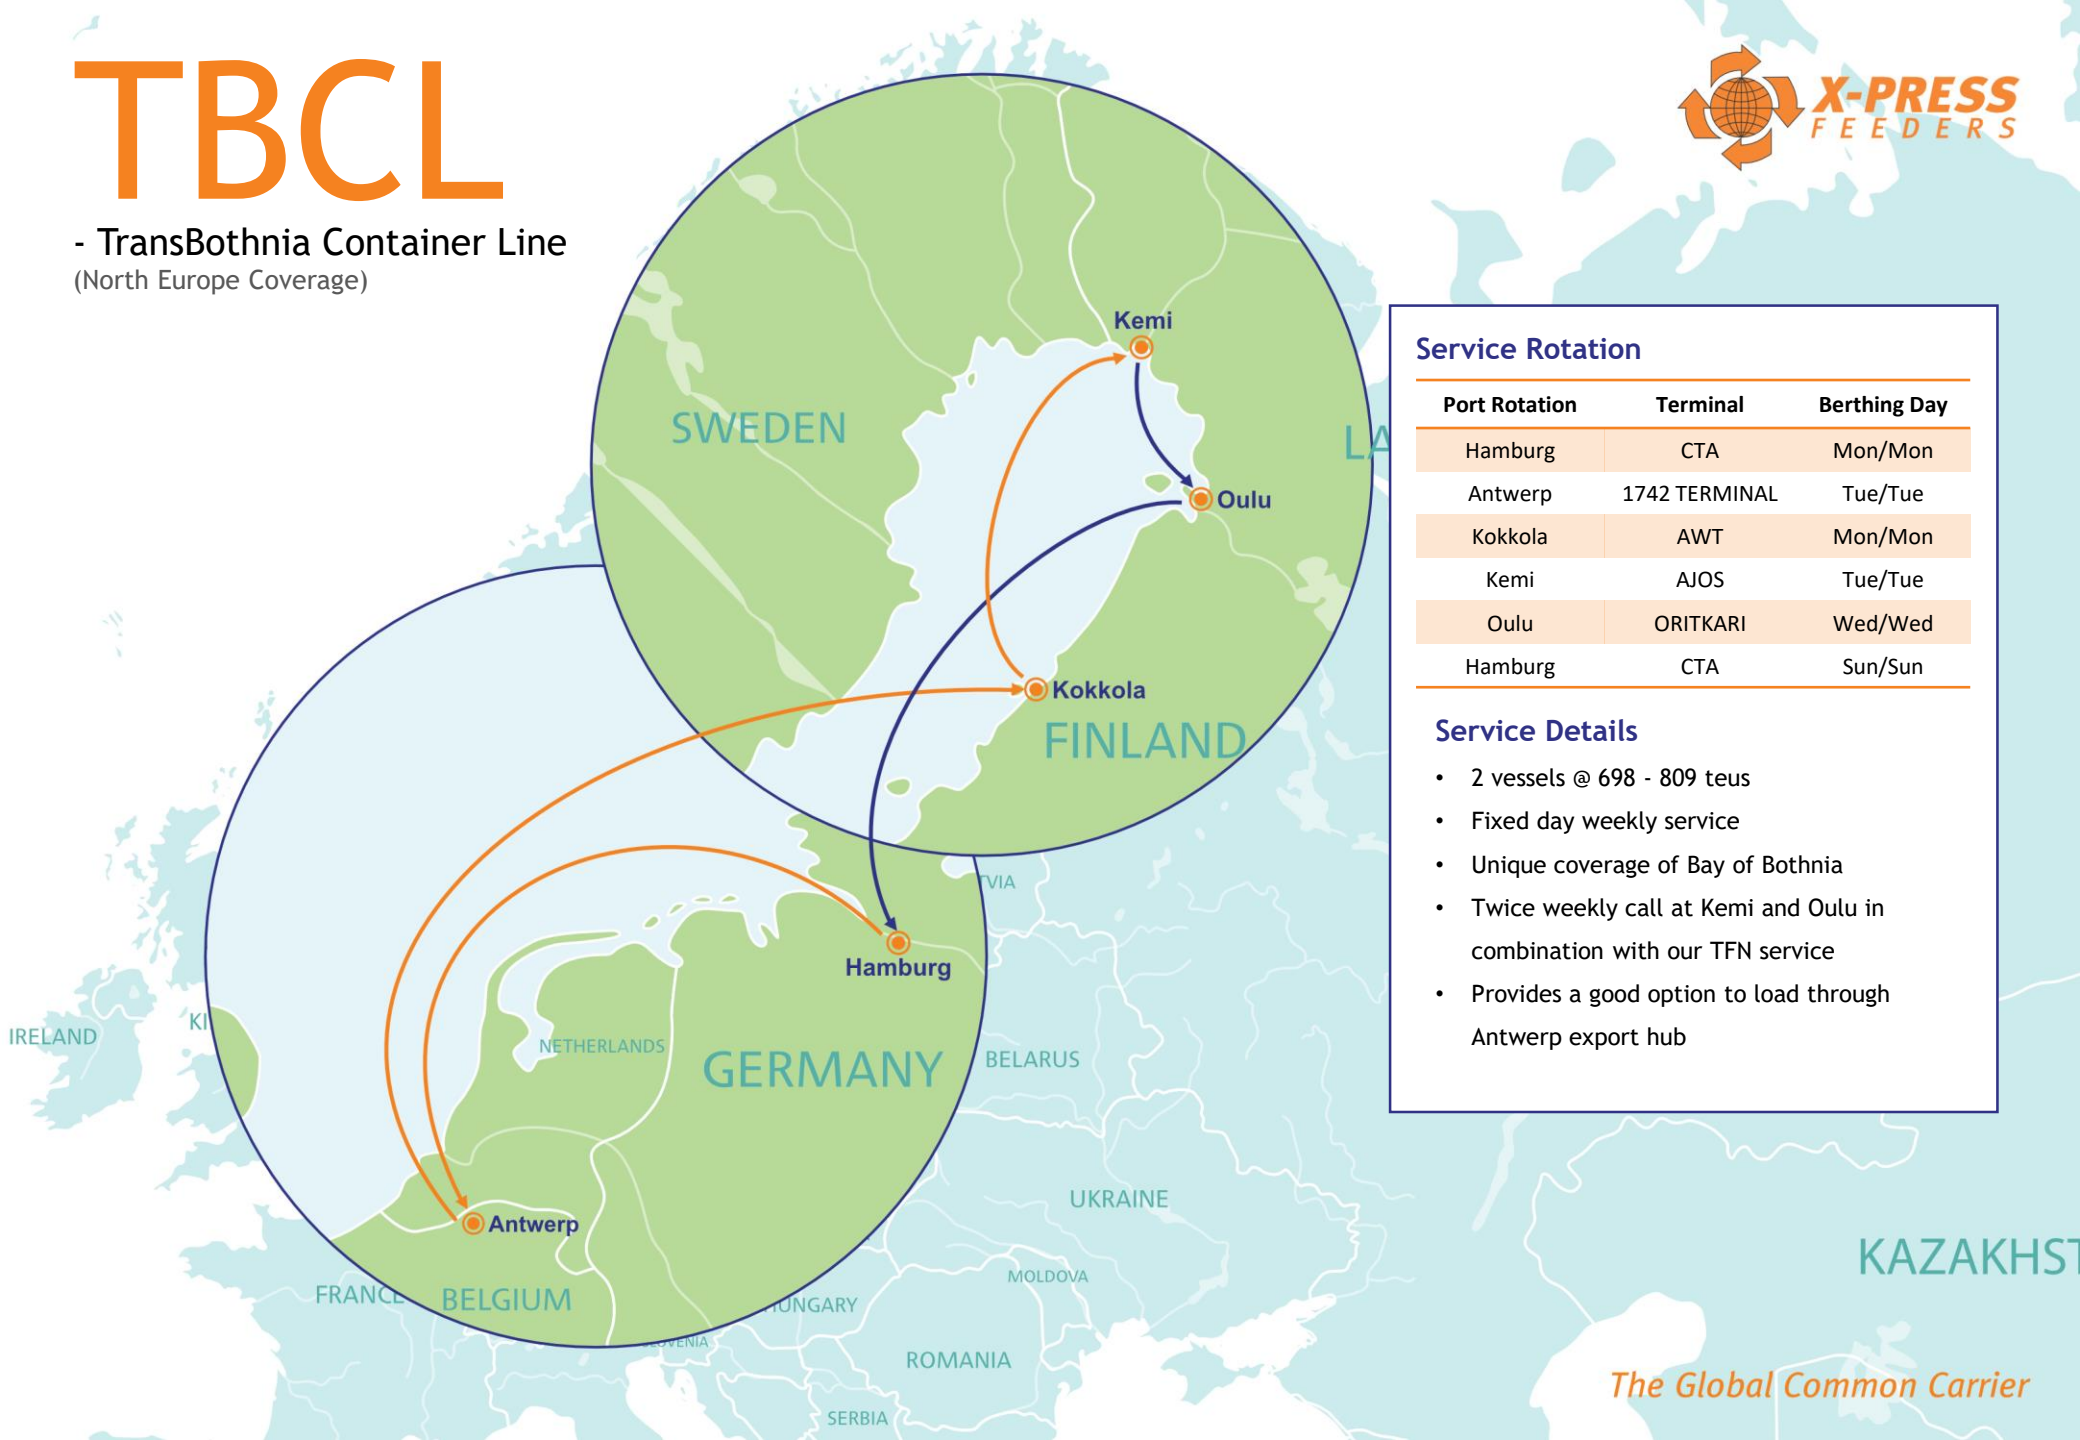 TBCL
- TransBothnia Container Line
(North Europe Coverage)
X-PRESS
FEEDERS
Kemi
SWEDEN
LA
Oulu
Kokkola
FINLAND
TVIA
Hamburg
KI
IRELAND
NETHERLANDS
GERMANY
BELARUS
UKRAINE
Antwerp
KAZAKHST
MOLDOVA
FRANCE
BELGIUM
HUNGARY
SLOVENIA
ROMANIA
SERBIA
Service Rotation
Port Rotation Terminal Berthing Day
Hamburg CTA Mon/Mon
Antwerp 1742 TERMINAL Tue/Tue
Kokkola AWT Mon/Mon
Kemi AJOS Tue/Tue
Oulu ORITKARI Wed/Wed
Hamburg CTA Sun/Sun
Service Details
• 2 vessels @ 698 - 809 teus
• Fixed day weekly service
• Unique coverage of Bay of Bothnia
• Twice weekly call at Kemi and Oulu in
combination with our TFN service
• Provides a good option to load through
Antwerp export hub
The Global Common Carrier